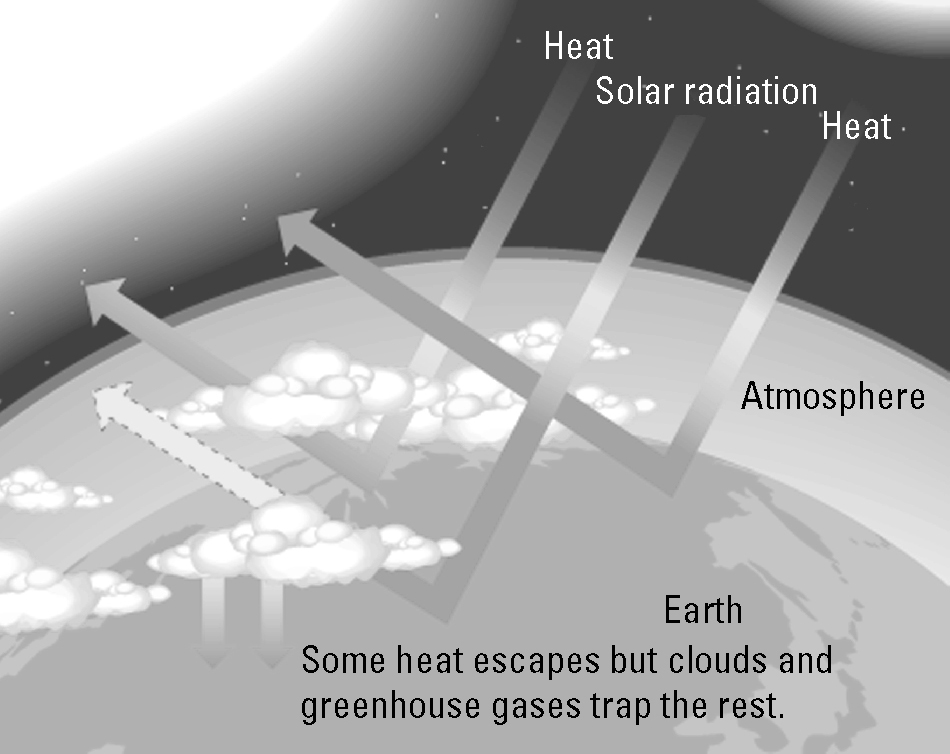 Heat
Solar radiation
Heat
Atmosphere
Earth
Some heat escapes but clouds and
greenhouse gases trap the rest.